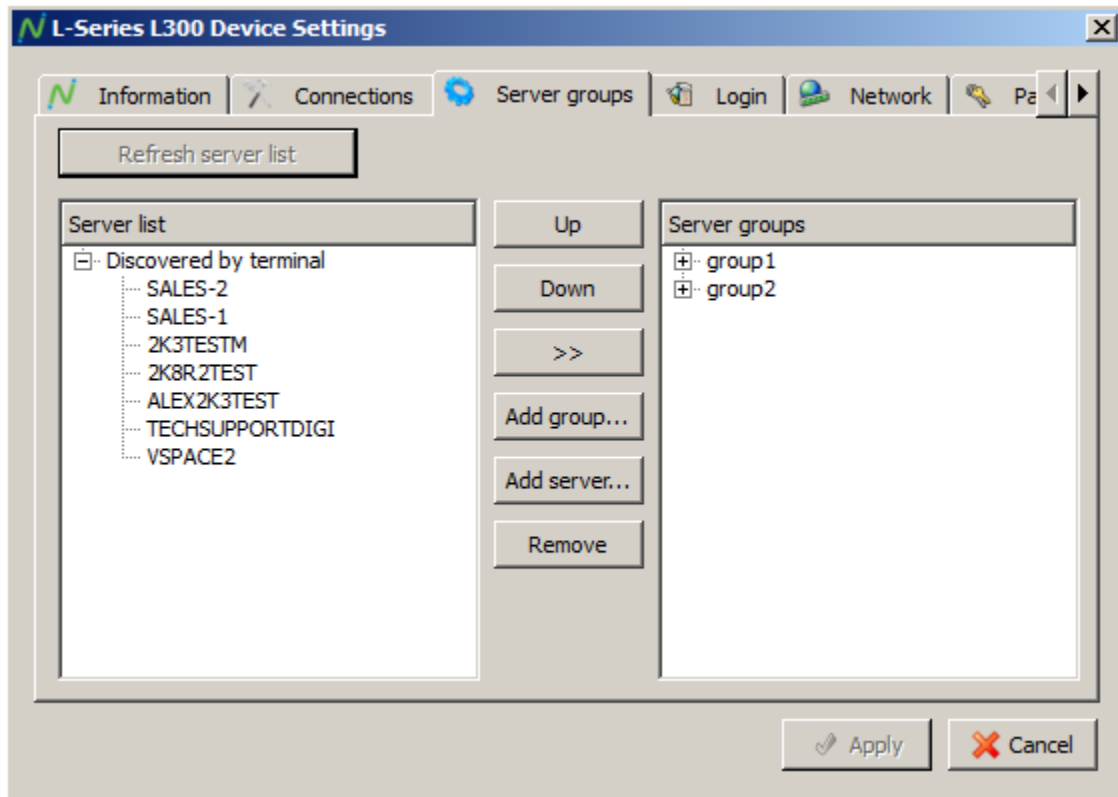 L-Series L300 Device Settings
Information Connections Server groups Login Network Pa
Refresh server list
Server list
Discovered by terminal
SALES-2
SALES-1
2K3TESTM
2K8R2TEST
ALEX2K3TEST
TECHSUPPORTDIGI
VSPACE2
Up
Down
>>
Add group...
Add server...
Remove
Server groups
group1
group2
Apply Cancel